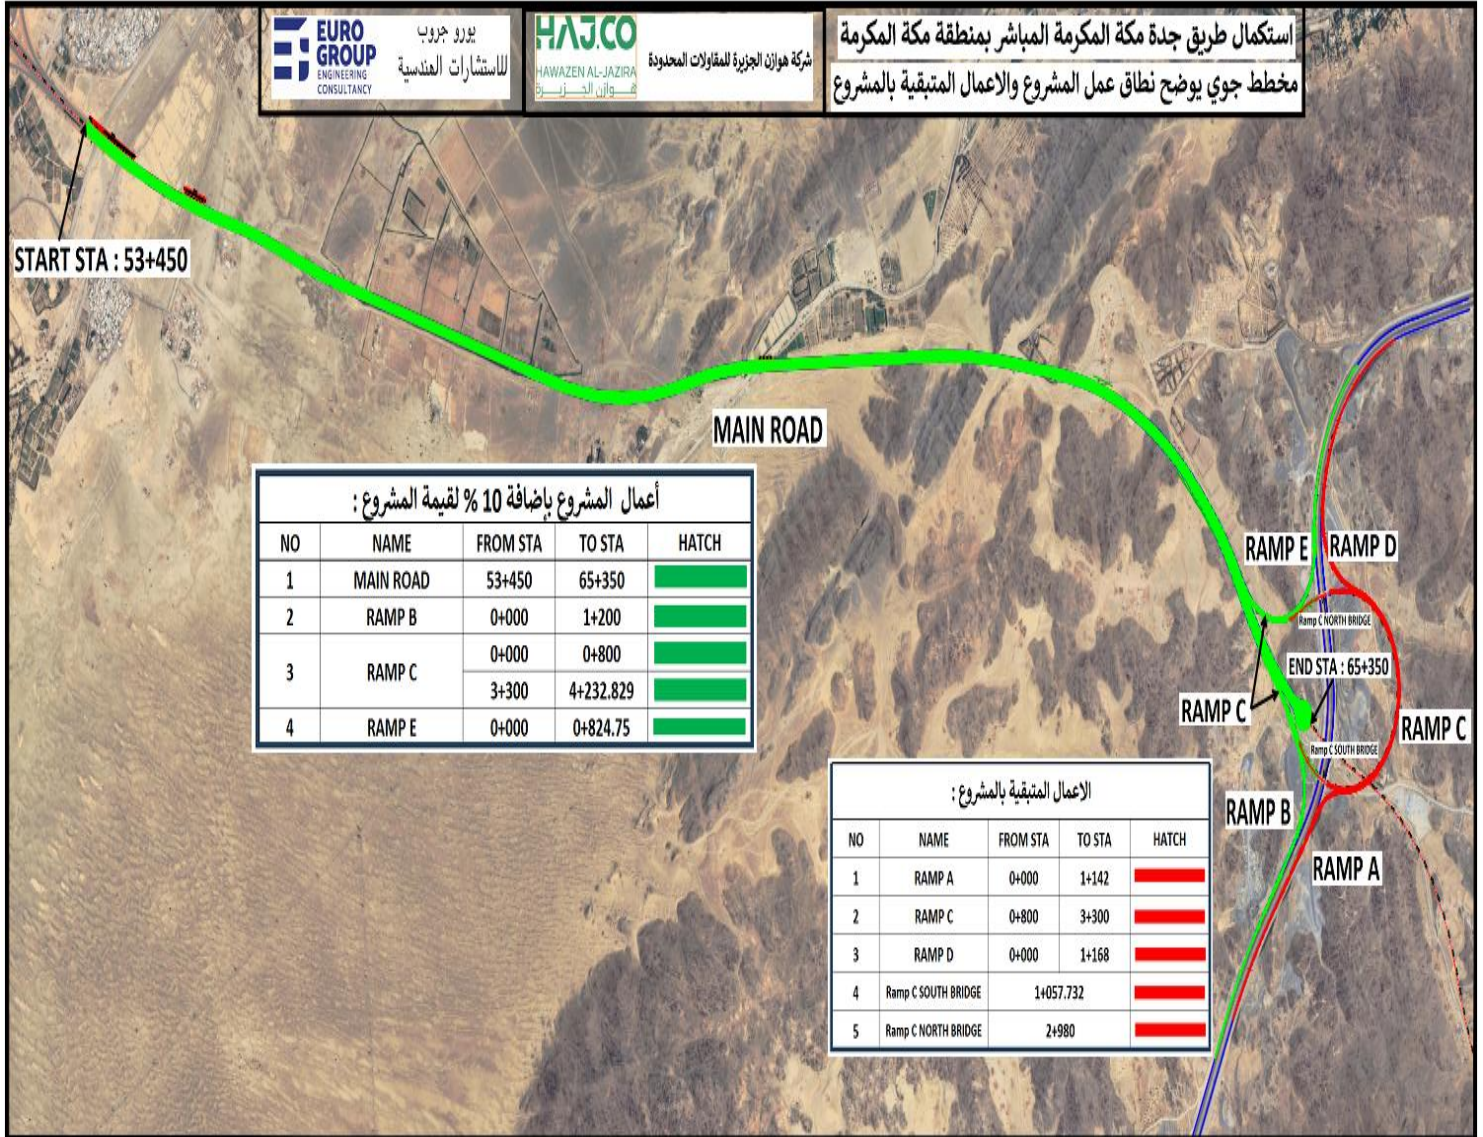 استكمال طريق جدة مكة المكرمة المباشر بمنطقة مكة المكرمة
مخطط جوي يوضح نطاق عمل المشروع والاعمال المتبقية بالمشروع
HAJ.CO
HAWAZEN AL-JAZIRA
هـوازن الجـزيـرة
شركة هوازن الجزيرة للمقاولات المحدودة
EURO
GROUP
ENGINEERING
CONSULTANCY
يورو جروب
للاستشارات الهندسية
START STA : 53+450
MAIN ROAD
أعمال المشروع بإضافة 10 % لقيمة المشروع :
NO NAME FROM STA TO STA HATCH
1 MAIN ROAD 53+450 65+350
2 RAMP B 0+000 1+200
3 RAMP C 0+000 0+800
3+300 4+232.829
4 RAMP E 0+000 0+824.75
RAMP E
RAMP D
Ramp C NORTH BRIDGE
END STA : 65+350
RAMP C
RAMP C
Ramp C SOUTH BRIDGE
RAMP B
RAMP A
الاعمال المتبقية بالمشروع :
NO NAME FROM STA TO STA HATCH
1 RAMP A 0+000 1+142
2 RAMP C 0+800 3+300
3 RAMP D 0+000 1+168
4 Ramp C SOUTH BRIDGE 1+057.732
5 Ramp C NORTH BRIDGE 2+980